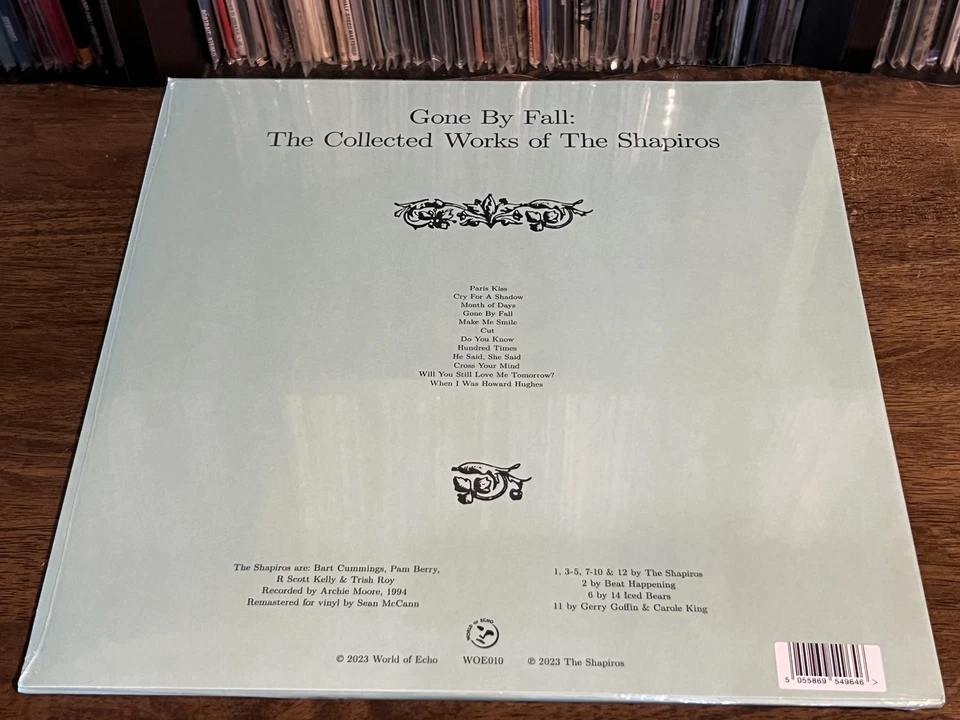 Gone By Fall:
The Collected Works of The Shapiros
Paris Kiss
Cry For A Shadow
Month of Days
Gone By Fall
Make Me Smile
Cut
Do You Know
Hundred Times
He Said, She Said
Cross Your Mind
Will You Still Love Me Tomorrow?
When I Was Howard Hughes
The Shapiros are: Bart Cummings, Pam Berry,
R Scott Kelly & Trish Roy
Recorded by Archie Moore, 1994
Remastered for vinyl by Sean McCann
1, 3-5, 7-10 & 12 by The Shapiros
2 by Beat Happening
6 by 14 Iced Bears
11 by Gerry Goffin & Carole King
WORLD OF ECHO
© 2023 World of Echo WOE010 ℗ 2023 The Shapiros
5 055869 549646 >